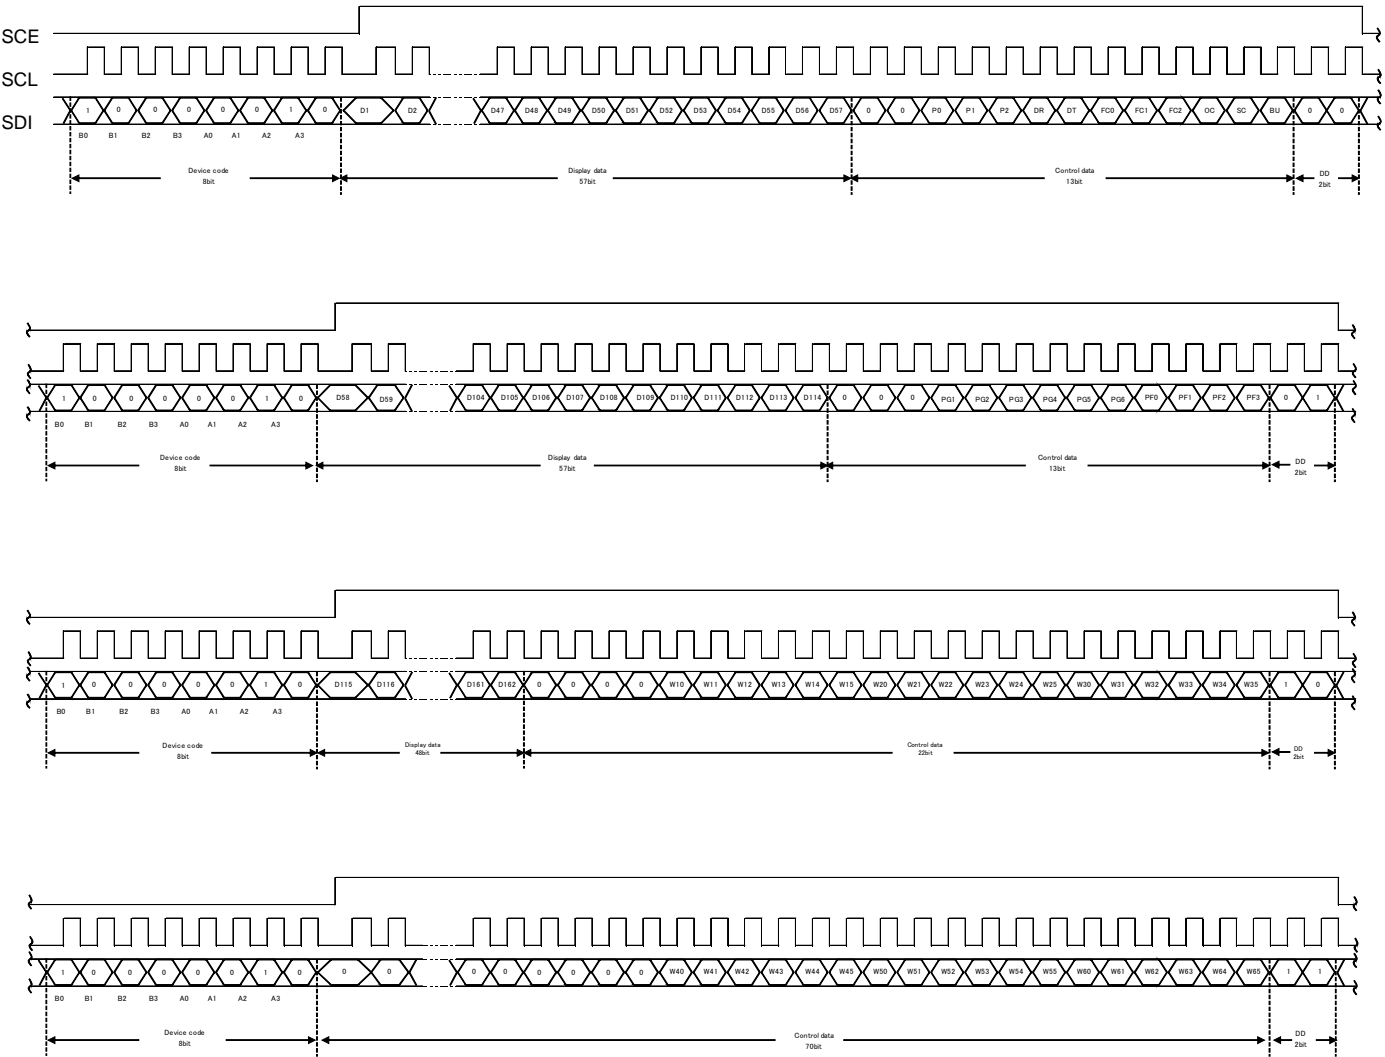 SCE
SCL
SDI
1 0 0 0 0 0 1 0 D1 D2 D47 D48 D49 D50 D51 D52 D53 D54 D55 D56 D57 0 0 P0 P1 P2 DR DT FC0 FC1 FC2 OC SC BU 0 0
B0 B1 B2 B3 A0 A1 A2 A3
Device code Display data Control data DD
8bit 57bit 13bit 2bit
1 0 0 0 0 0 1 0 D58 D59 D104 D105 D106 D107 D108 D109 D110 D111 D112 D113 D114 0 0 0 PG1 PG2 PG3 PG4 PG5 PG6 PF0 PF1 PF2 PF3 0 1
B0 B1 B2 B3 A0 A1 A2 A3
Device code Display data Control data DD
8bit 57bit 13bit 2bit
1 0 0 0 0 0 1 0 D115 D116 D161 D162 0 0 0 0 W10 W11 W12 W13 W14 W15 W20 W21 W22 W23 W24 W25 W30 W31 W32 W33 W34 W35 1 0
B0 B1 B2 B3 A0 A1 A2 A3
Device code Display data Control data DD
8bit 48bit 22bit 2bit
1 0 0 0 0 0 1 0 0 0 0 0 0 0 0 0 W40 W41 W42 W43 W44 W45 W50 W51 W52 W53 W54 W55 W60 W61 W62 W63 W64 W65 1 1
B0 B1 B2 B3 A0 A1 A2 A3
Device code Control data DD
8bit 70bit 2bit